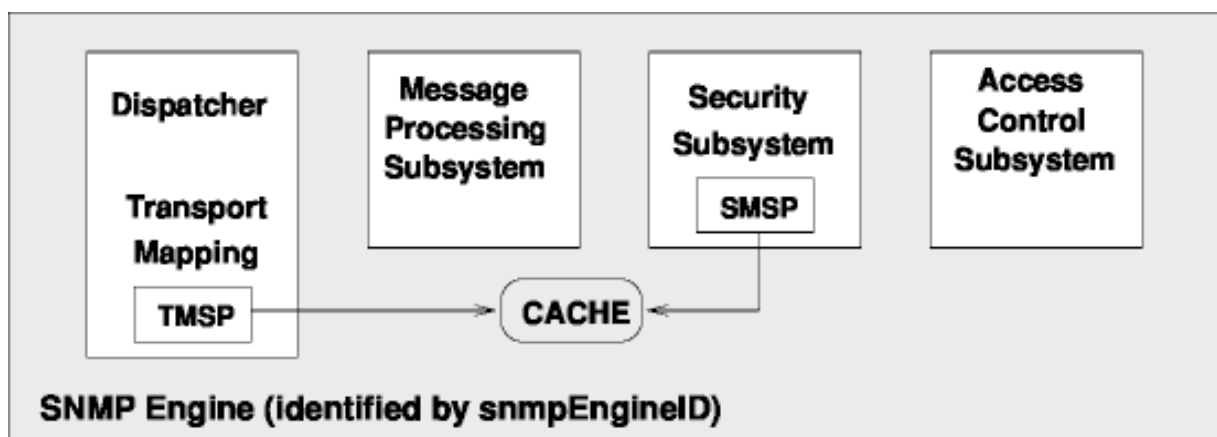 Dispatcher
Transport
Mapping
TMSP
Message
Processing
Subsystem
Security
Subsystem
SMSP
Access
Control
Subsystem
CACHE
SNMP Engine (identified by snmpEngineID)